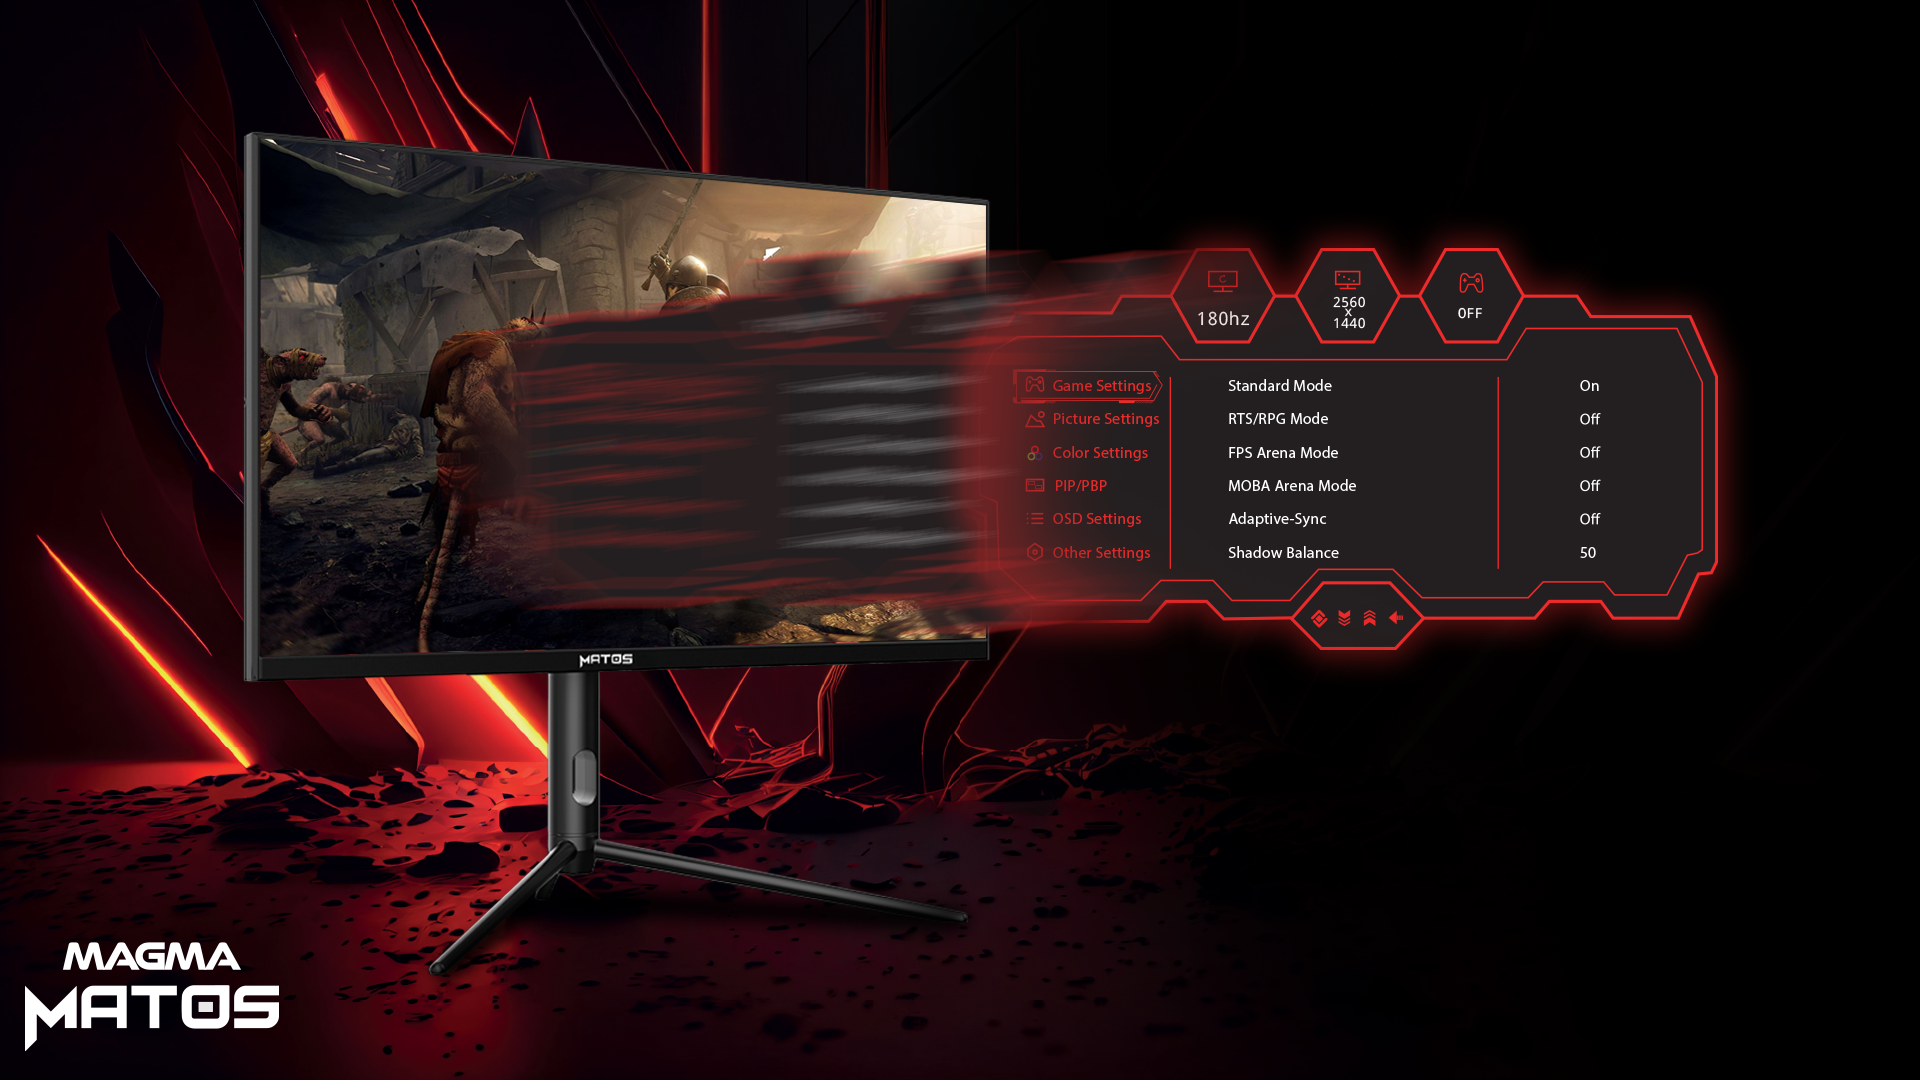 180hz
2560
x
1440
OFF
Game Settings
Standard Mode
On
Picture Settings
RTS/RPG Mode
Off
Color Settings
FPS Arena Mode
Off
PIP/PBP
MOBA Arena Mode
Off
OSD Settings
Adaptive-Sync
Off
Other Settings
Shadow Balance
50
MATOS
MAGMA
MATOS